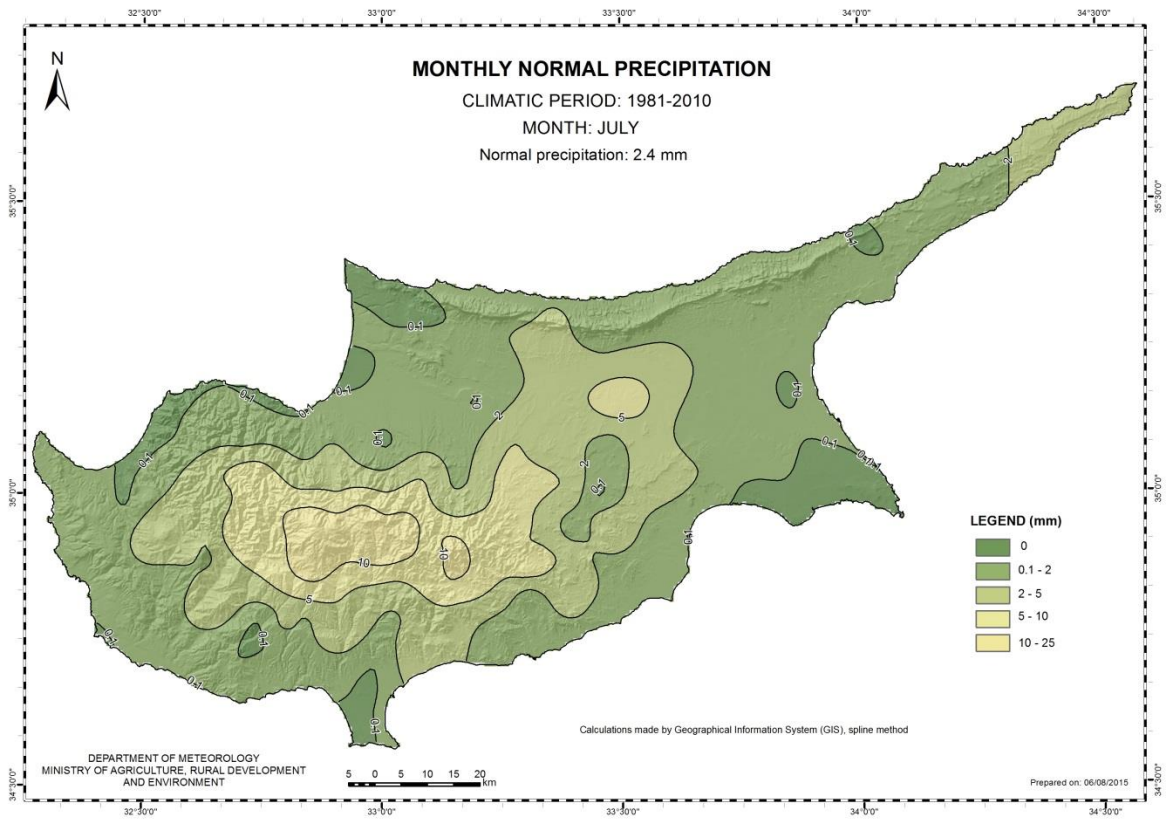 32°30'0" 33°0'0" 33°30'0" 34°0'0" 34°30'0"
N
MONTHLY NORMAL PRECIPITATION
CLIMATIC PERIOD: 1981-2010
MONTH: JULY
Normal precipitation: 2.4 mm
35°30'0" 35°30'0"
2
0.1
0.1
0.1
5
0.1
0.1 0.1
0.1
2
0.1
0.1
0.1
2
0.1
0.1
0.1
35°0'0" 35°0'0"
0.1
10
10
5
0.1
0.1
0.1
0.1
LEGEND (mm)
0
0.1 - 2
2 - 5
5 - 10
10 - 25
Calculations made by Geographical Information System (GIS), spline method
DEPARTMENT OF METEOROLOGY
MINISTRY OF AGRICULTURE, RURAL DEVELOPMENT
AND ENVIRONMENT
5 0 5 10 15 20
km
Prepared on: 06/08/2015
34°30'0" 34°30'0"
32°30'0" 33°0'0" 33°30'0" 34°0'0" 34°30'0"